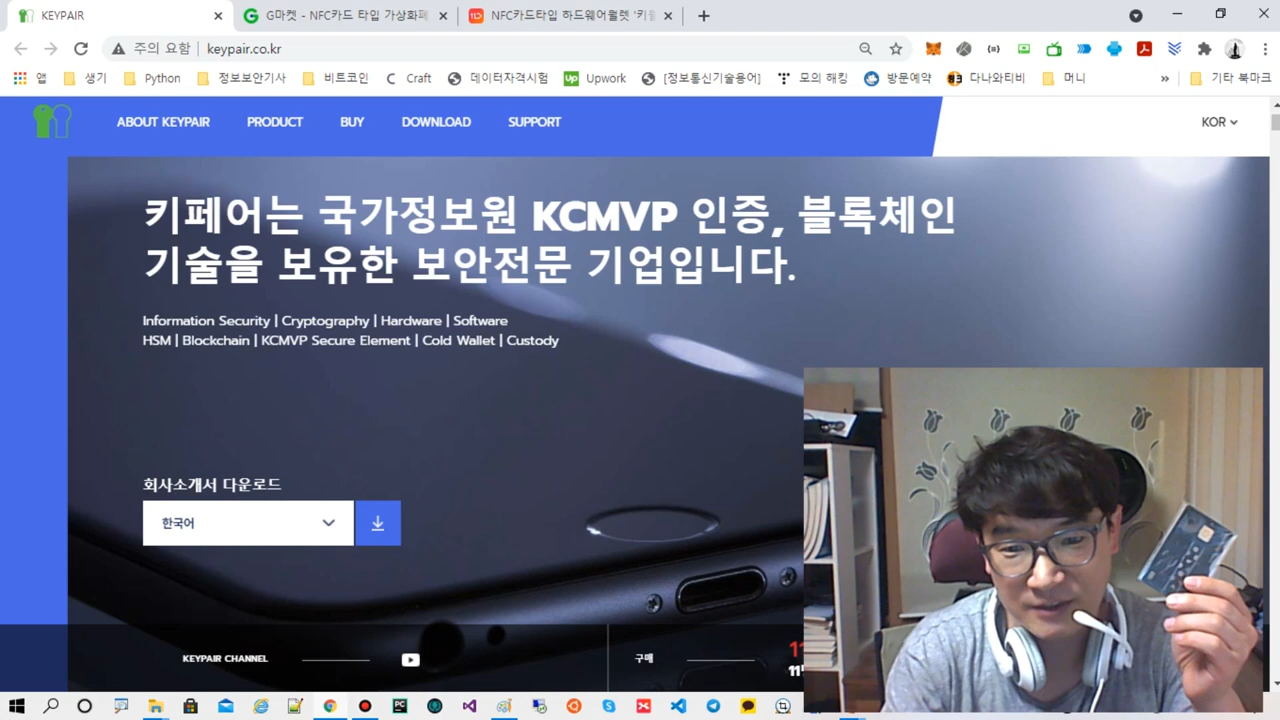 KEYPAIR
G마켓 - NFC카드 타입 가상화폐
NFC카드타입 하드웨어월렛 '키
주의 요함
keypair.co.kr
앱
생기
Python
정보보안기사
비트코인
Craft
데이터자격시험
Upwork
[정보통신기술용어]
모의 해킹
방문예약
다나와티비
머니
»
기타 북마크
ABOUT KEYPAIR
PRODUCT
BUY
DOWNLOAD
SUPPORT
KOR
키페어는 국가정보원 KCMVP 인증, 블록체인
기술을 보유한 보안전문 기업입니다.
Information Security | Cryptography | Hardware | Software
HSM | Blockchain | KCMVP Secure Element | Cold Wallet | Custody
회사소개서 다운로드
한국어
KEYPAIR CHANNEL
구매